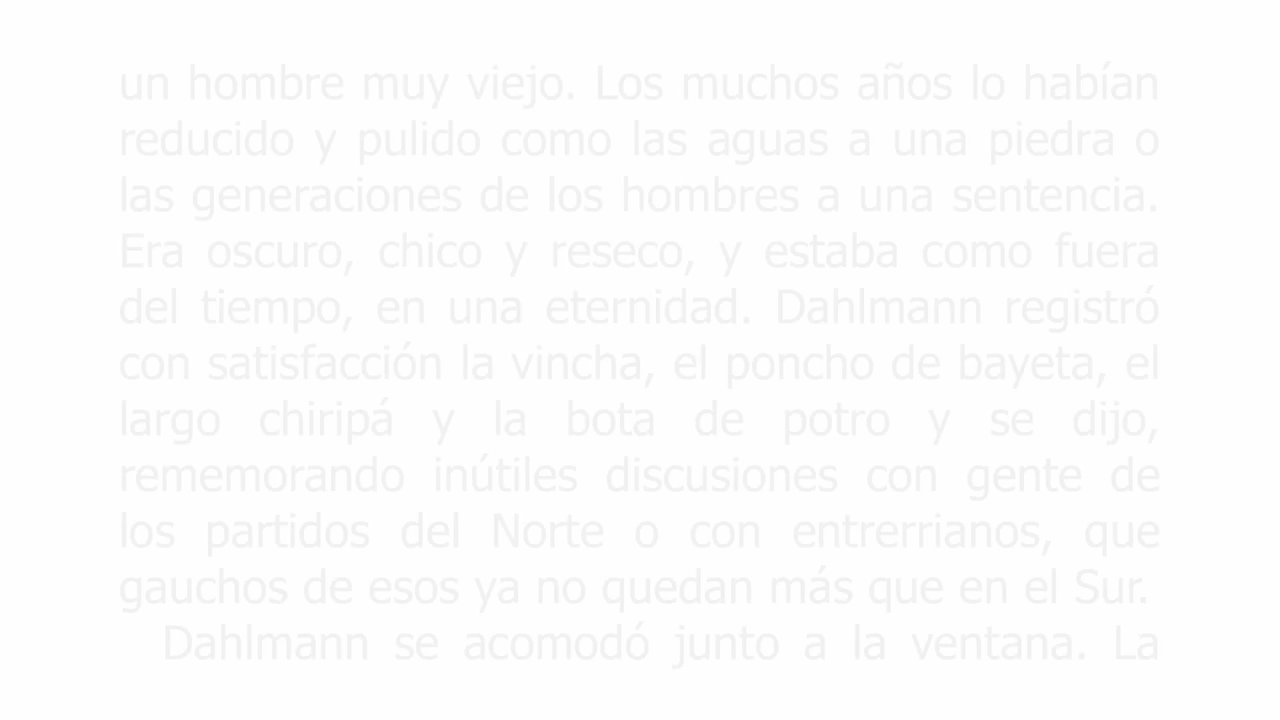 un hombre muy viejo. Los muchos años lo habían
reducido y pulido como las aguas a una piedra o
las generaciones de los hombres a una sentencia.
Era oscuro, chico y reseco, y estaba como fuera
del tiempo, en una eternidad. Dahlmann registró
con satisfacción la vincha, el poncho de bayeta, el
largo chiripá y la bota de potro y se dijo,
rememorando inútiles discusiones con gente de
los partidos del Norte o con entrerrianos, que
gauchos de esos ya no quedan más que en el Sur.
Dahlmann se acomodó junto a la ventana. La